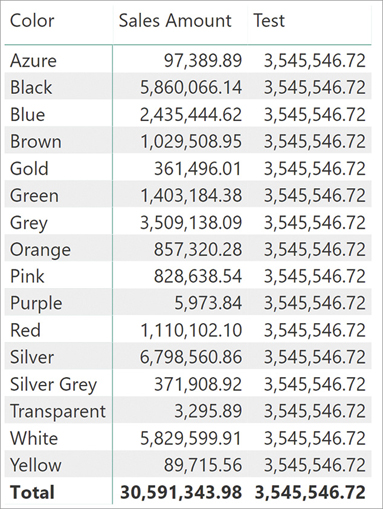 Color Sales Amount Test
Azure 97,389.89 3,545,546.72
Black 5,860,066.14 3,545,546.72
Blue 2,435,444.62 3,545,546.72
Brown 1,029,508.95 3,545,546.72
Gold 361,496.01 3,545,546.72
Green 1,403,184.38 3,545,546.72
Grey 3,509,138.09 3,545,546.72
Orange 857,320.28 3,545,546.72
Pink 828,638.54 3,545,546.72
Purple 5,973.84 3,545,546.72
Red 1,110,102.10 3,545,546.72
Silver 6,798,560.86 3,545,546.72
Silver Grey 371,908.92 3,545,546.72
Transparent 3,295.89 3,545,546.72
White 5,829,599.91 3,545,546.72
Yellow 89,715.56 3,545,546.72
Total 30,591,343.98 3,545,546.72